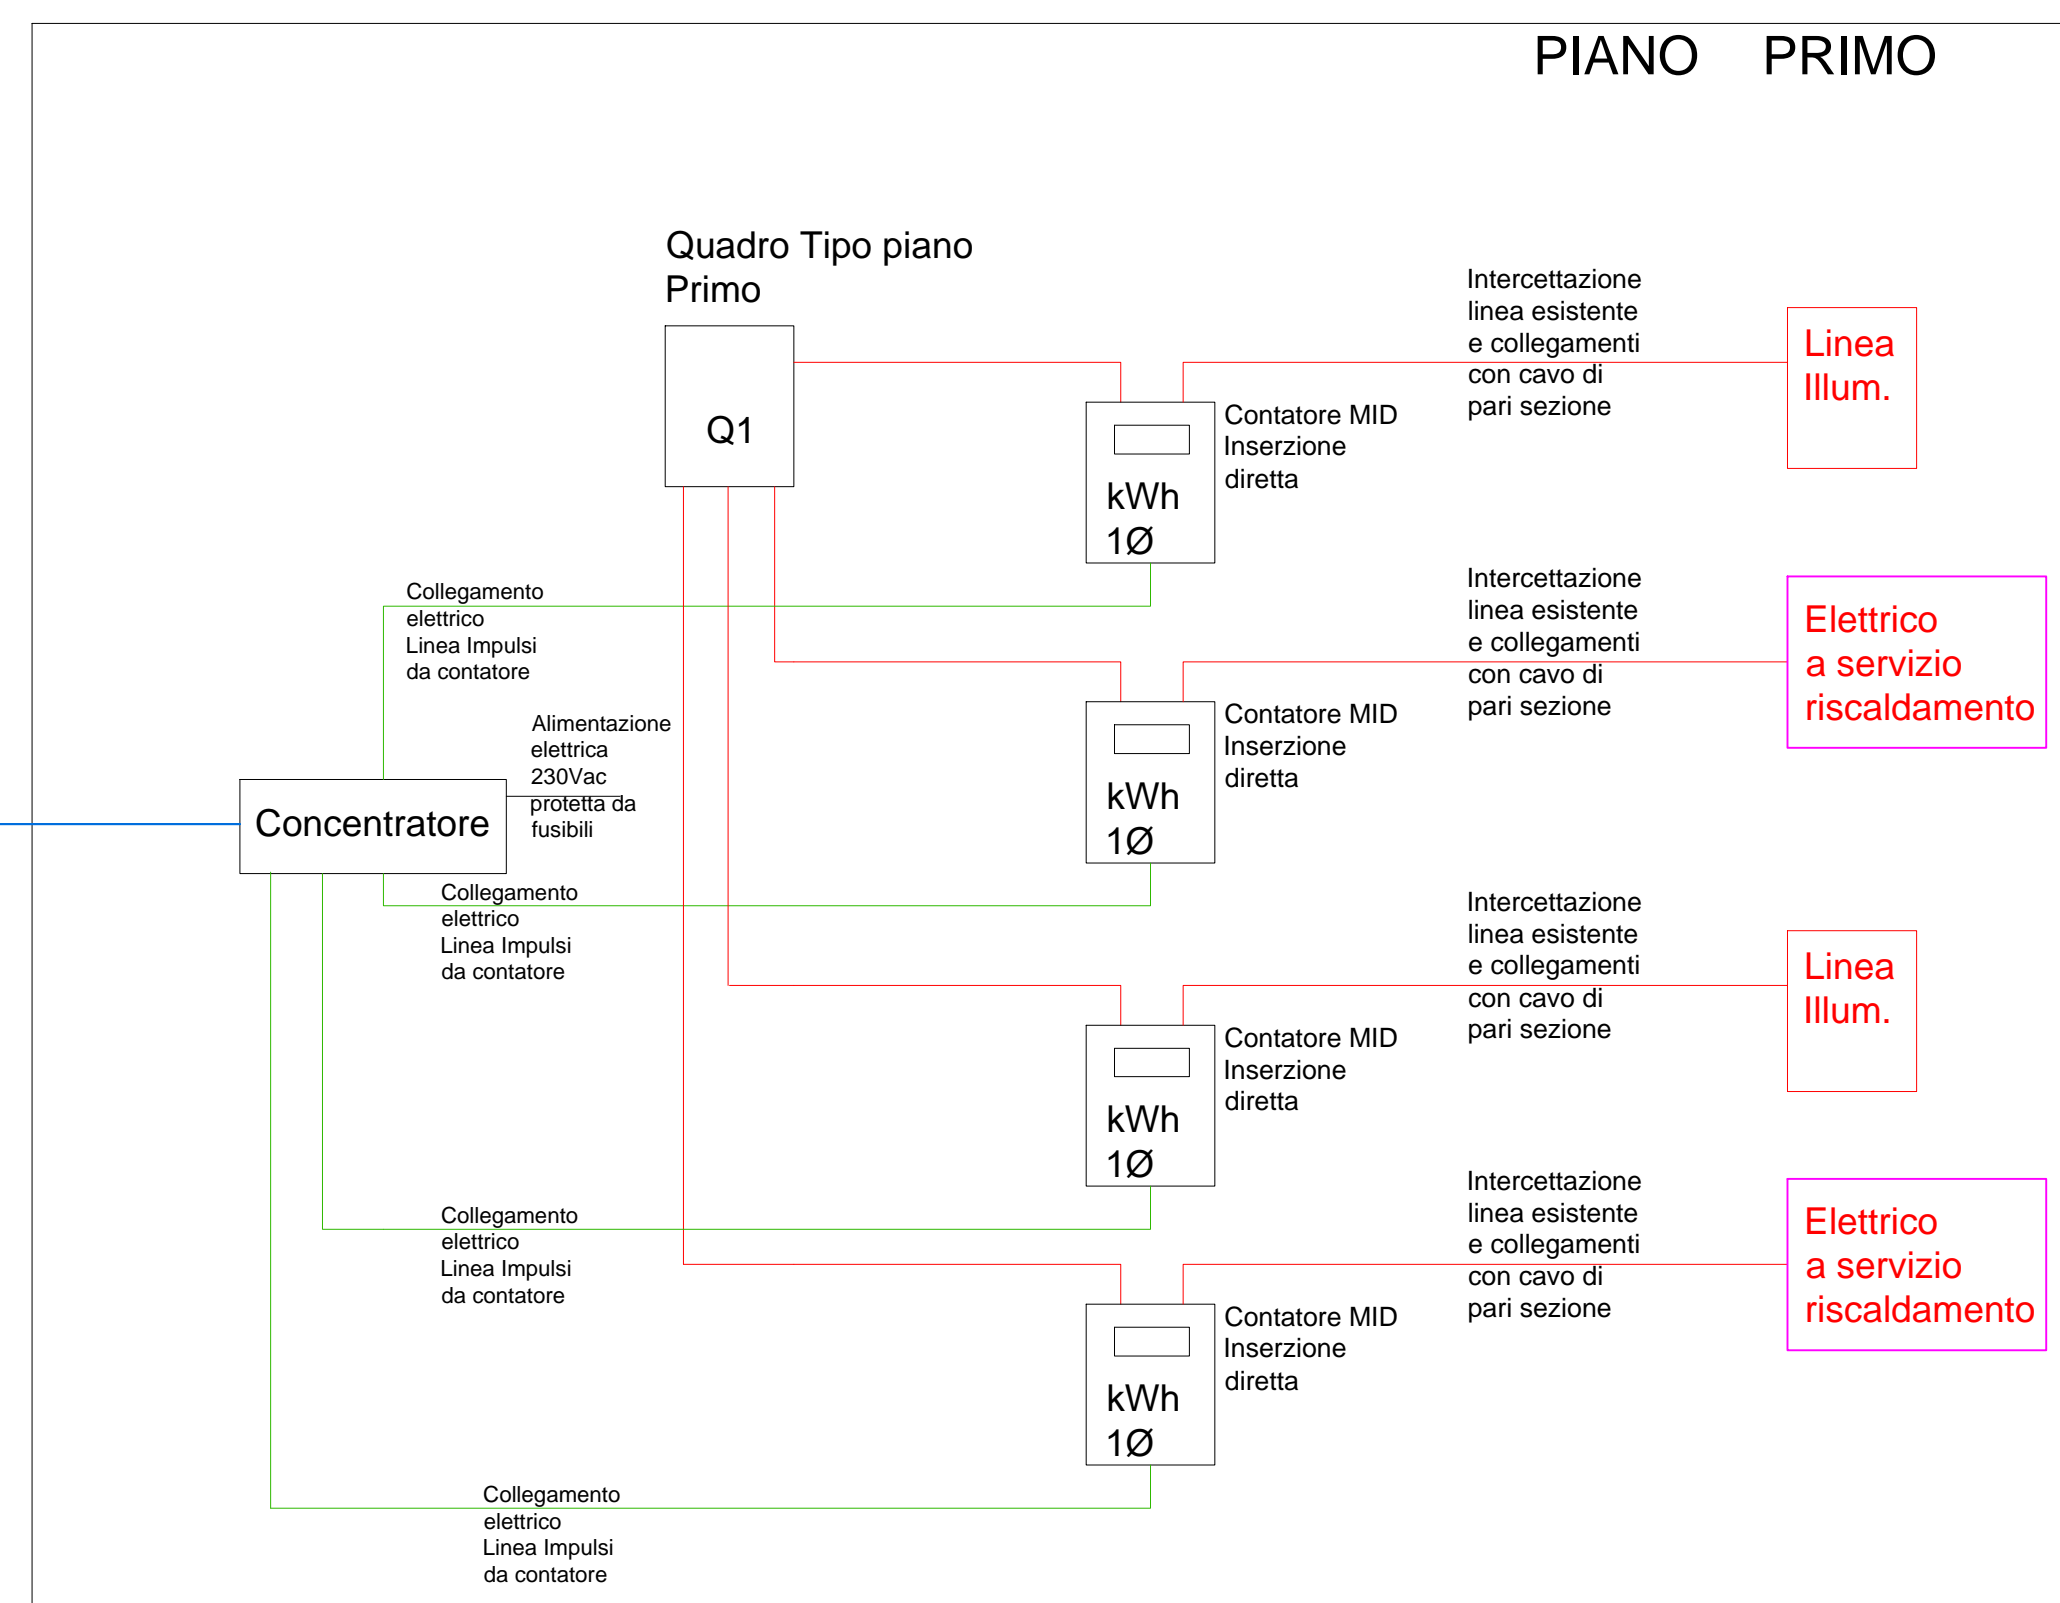 PIANO PRIMO
Quadro Tipo piano
Primo
Q1
Intercettazione
linea esistente
e collegamenti
con cavo di
pari sezione
Linea
Illum.
Contatore MID
Inserzione
diretta
kWh
1Ø
Collegamento
elettrico
Linea Impulsi
da contatore
Intercettazione
linea esistente
e collegamenti
con cavo di
pari sezione
Elettrico
a servizio
riscaldamento
Alimentazione
elettrica
230Vac
protetta da
fusibili
Contatore MID
Inserzione
diretta
kWh
1Ø
Concentratore
Collegamento
elettrico
Linea Impulsi
da contatore
Intercettazione
linea esistente
e collegamenti
con cavo di
pari sezione
Linea
Illum.
Contatore MID
Inserzione
diretta
kWh
1Ø
Collegamento
elettrico
Linea Impulsi
da contatore
Intercettazione
linea esistente
e collegamenti
con cavo di
pari sezione
Elettrico
a servizio
riscaldamento
Contatore MID
Inserzione
diretta
kWh
1Ø
Collegamento
elettrico
Linea Impulsi
da contatore